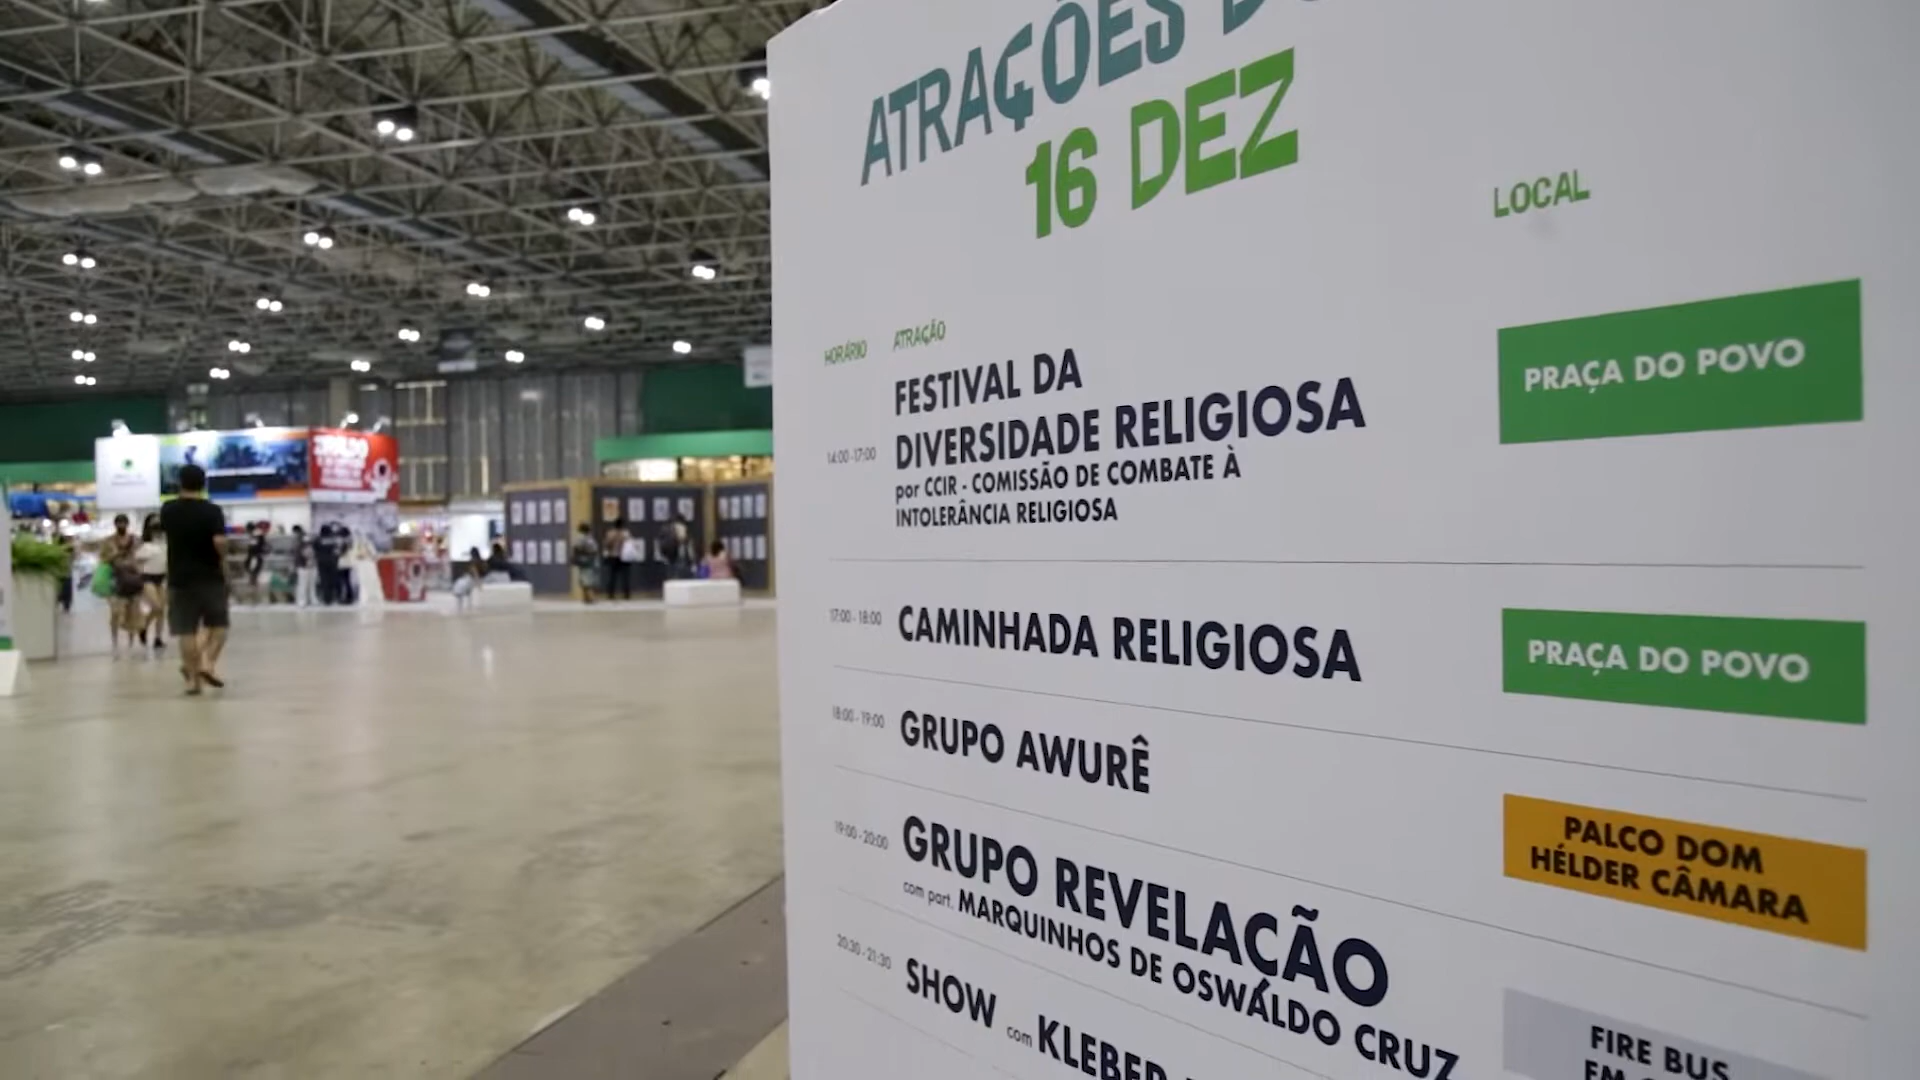 ATRAÇÕES
16 DEZ
LOCAL
HORÁRIO ATRAÇÃO
14:00-17:00
FESTIVAL DA
DIVERSIDADE RELIGIOSA
por CCIR - COMISSÃO DE COMBATE À
INTOLERÂNCIA RELIGIOSA
PRAÇA DO POVO
17:00 - 18:00 CAMINHADA RELIGIOSA
PRAÇA DO POVO
18:00 - 19:00 GRUPO AWURÊ
PALCO DOM
HÉLDER CÂMARA
19:00 - 20:00 GRUPO REVELAÇÃO
com part. MARQUINHOS DE OSWALDO CRUZ
20:30 - 21:30 SHOW com KLEBER
FIRE BUS